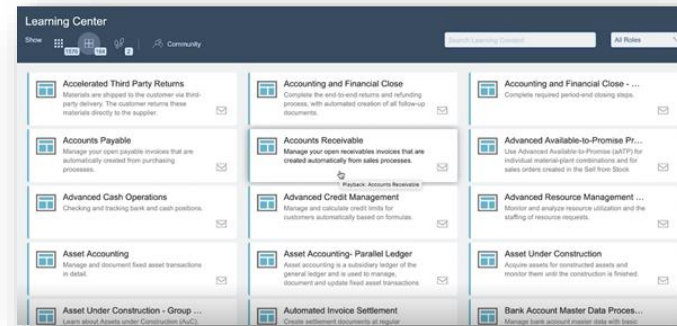 Learning Center
Show
1579
194
2
Community
Search Learning Content
All Roles
Accelerated Third Party Returns
Materials are shipped to the customer via third-
party delivery. The customer returns these
materials directly to the supplier.
Accounting and Financial Close
Complete the end-to-end returns and refunding
process, with automated creation of all follow-up
documents.
Accounting and Financial Close - ...
Complete required period-end closing steps.
Accounts Payable
Manage your open payable invoices that are
automatically created from purchasing
processes.
Accounts Receivable
Manage your open receivables invoices that are
created automatically from sales processes.
Playback: Accounts Receivable
Advanced Available-to-Promise Pr...
Use Advanced Available-to-Promise (aATP) for
individual material-plant combinations and for
sales orders created in the Sell from Stock
Advanced Cash Operations
Checking and tracking bank and cash positions.
Advanced Credit Management
Manage and calculate credit limits for
customers automatically based on formulas.
Advanced Resource Management ...
Monitor and analyze resource utilization and the
staffing of resource requests.
Asset Accounting
Manage and document fixed asset transactions
in detail.
Asset Accounting- Parallel Ledger
Asset accounting is a subsidiary ledger of the
general ledger and is used to manage,
document and update fixed asset transactions
Asset Under Construction
Acquire assets for constructed assets and
monitor them until the construction is finished.
Asset Under Construction - Group ...
Learn about Assets under Construction (AuC).
Automated Invoice Settlement
Create settlement documents at regular
Bank Account Master Data Proces...
Manage bank account master data with basic